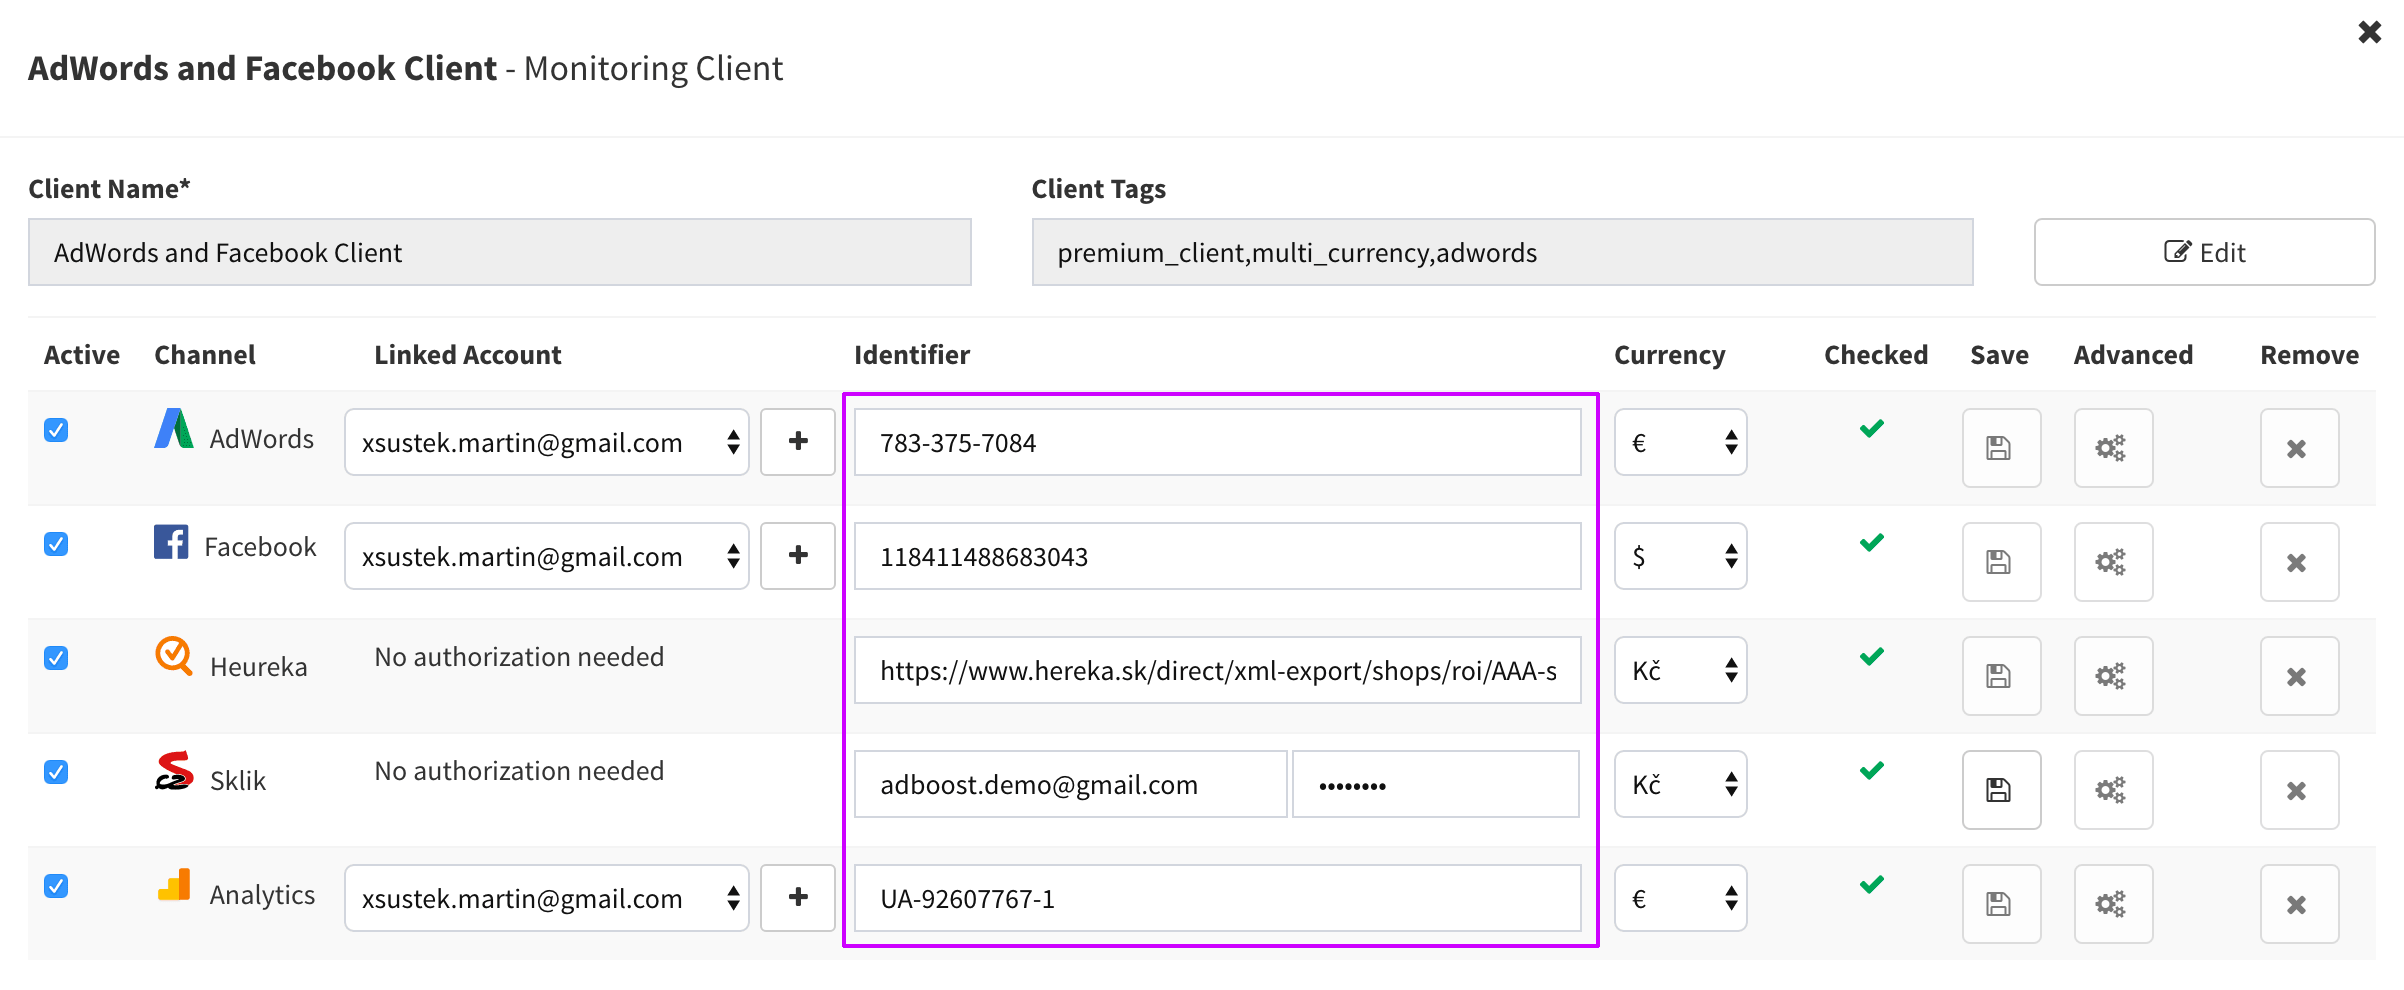 AdWords and Facebook Client - Monitoring Client
Client Name* Client Tags
AdWords and Facebook Client premium_client,multi_currency,adwords Edit
Active Channel Linked Account Identifier Currency Checked Save Advanced Remove
AdWords xsustek.martin@gmail.com + 783-375-7084 €
Facebook xsustek.martin@gmail.com + 118411488683043 $
Heureka No authorization needed https://www.hereka.sk/direct/xml-export/shops/roi/AAA-s Kč
Sklik No authorization needed adboost.demo@gmail.com •••••••• Kč
Analytics xsustek.martin@gmail.com + UA-92607767-1 €